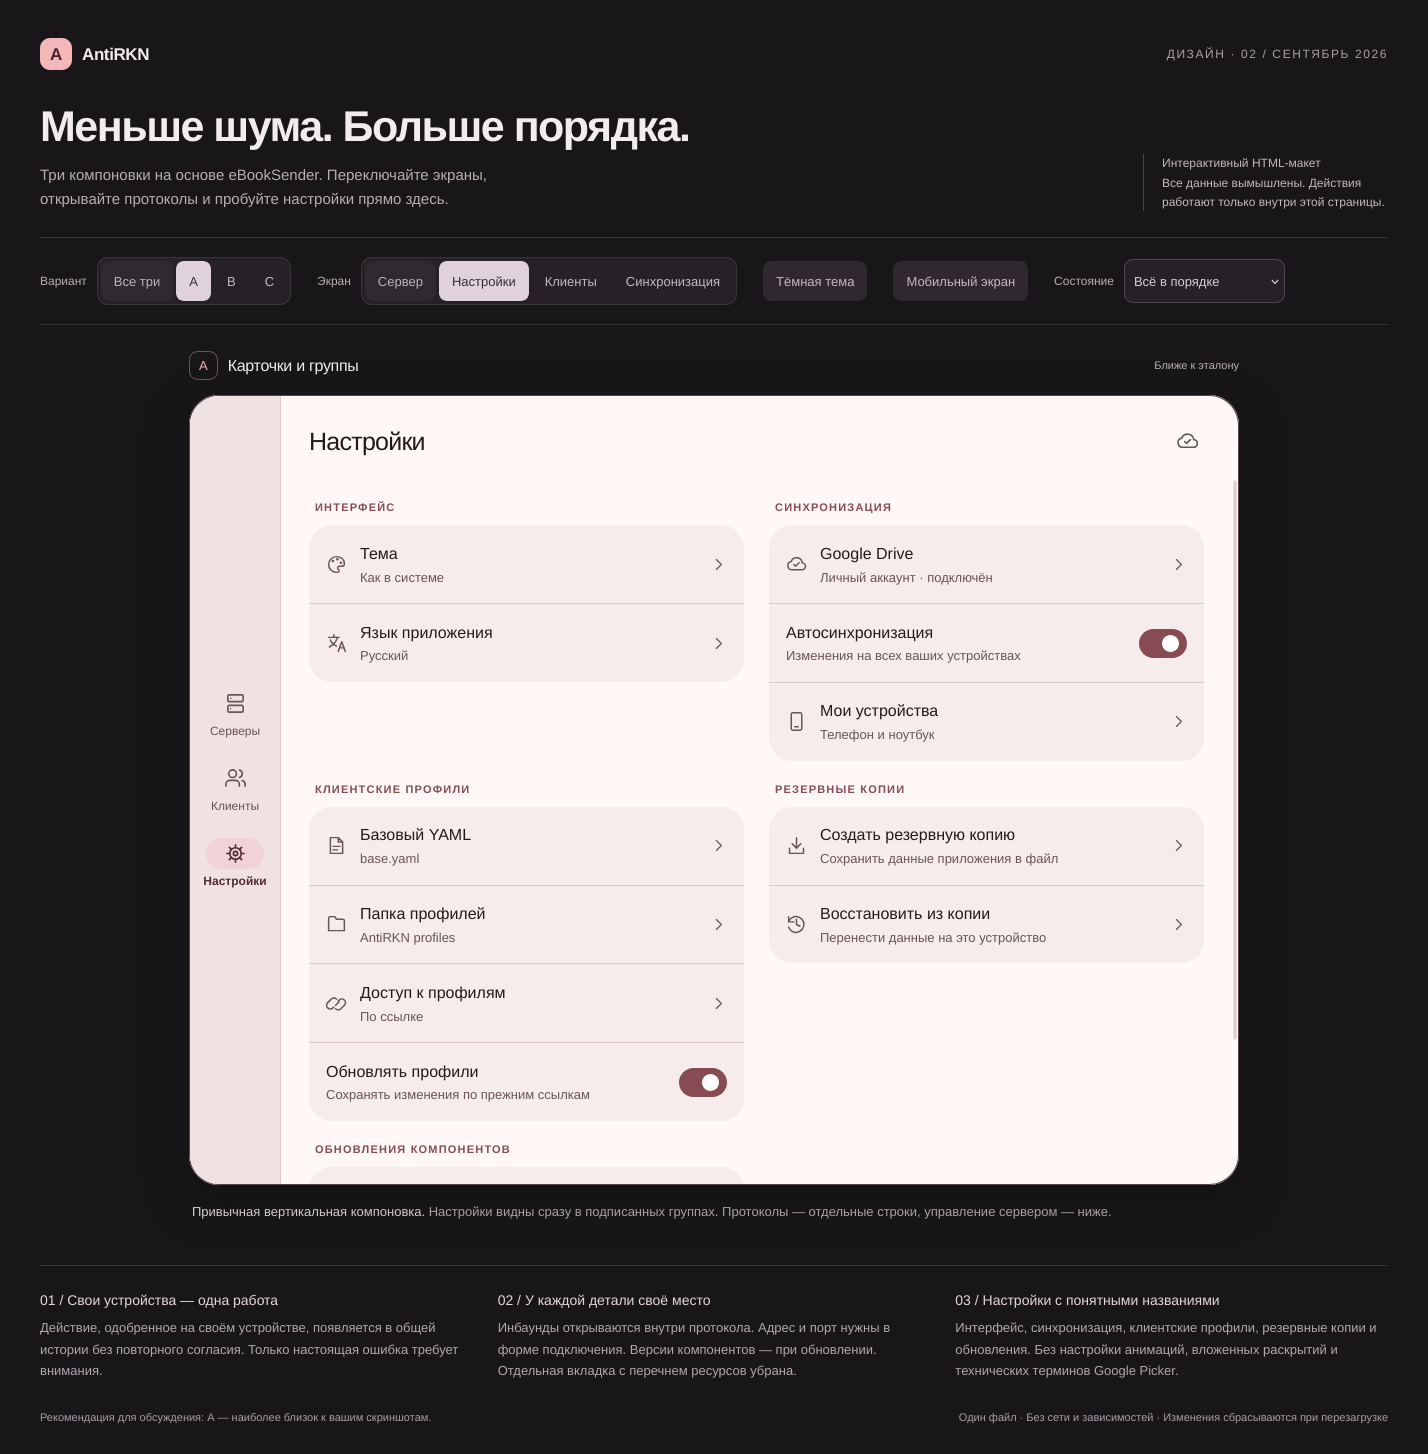 A AntiRKN
ДИЗАЙН · 02 / СЕНТЯБРЬ 2026
Меньше шума. Больше порядка.
Три компоновки на основе eBookSender. Переключайте экраны,
открывайте протоколы и пробуйте настройки прямо здесь.
Интерактивный HTML-макет
Все данные вымышлены. Действия
работают только внутри этой страницы.
Вариант Все три A B C Экран Сервер Настройки Клиенты Синхронизация Тёмная тема Мобильный экран Состояние Всё в порядке
A Карточки и группы
Ближе к эталону
Серверы
Клиенты
Настройки
Настройки
ИНТЕРФЕЙС
Тема
Как в системе
Язык приложения
Русский
СИНХРОНИЗАЦИЯ
Google Drive
Личный аккаунт · подключён
Автосинхронизация
Изменения на всех ваших устройствах
Мои устройства
Телефон и ноутбук
КЛИЕНТСКИЕ ПРОФИЛИ
Базовый YAML
base.yaml
Папка профилей
AntiRKN profiles
Доступ к профилям
По ссылке
Обновлять профили
Сохранять изменения по прежним ссылкам
РЕЗЕРВНЫЕ КОПИИ
Создать резервную копию
Сохранить данные приложения в файл
Восстановить из копии
Перенести данные на это устройство
ОБНОВЛЕНИЯ КОМПОНЕНТОВ
Привычная вертикальная компоновка. Настройки видны сразу в подписанных группах. Протоколы — отдельные строки, управление сервером — ниже.
01 / Свои устройства — одна работа
Действие, одобренное на своём устройстве, появляется в общей
истории без повторного согласия. Только настоящая ошибка требует
внимания.
02 / У каждой детали своё место
Инбаунды открываются внутри протокола. Адрес и порт нужны в
форме подключения. Версии компонентов — при обновлении.
Отдельная вкладка с перечнем ресурсов убрана.
03 / Настройки с понятными названиями
Интерфейс, синхронизация, клиентские профили, резервные копии и
обновления. Без настройки анимаций, вложенных раскрытий и
технических терминов Google Picker.
Рекомендация для обсуждения: A — наиболее близок к вашим скриншотам.
Один файл · Без сети и зависимостей · Изменения сбрасываются при перезагрузке